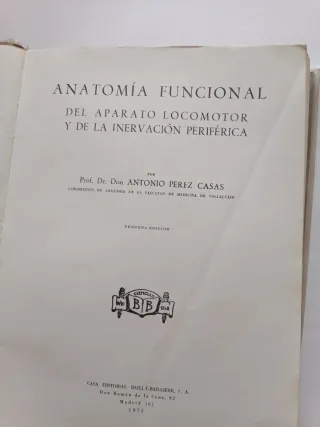 ANATOMÍA FUNCIONAL
DEL APARATO LOCOMOTOR
Y DE LA INERVACIÓN PERIFÉRICA
POR
Prof. Dr. Don ANTONIO PEREZ CASAS
CATEDRÁTICO DE ANATOMÍA DE LA FACULTAD DE MEDICINA DE VALLADOLID
SEGUNDA EDICIÓN
B B
CASA EDITORIAL BAILLY-BAILLIERE, S. A.
Don Ramón de la Cruz, 92
Madrid (6)